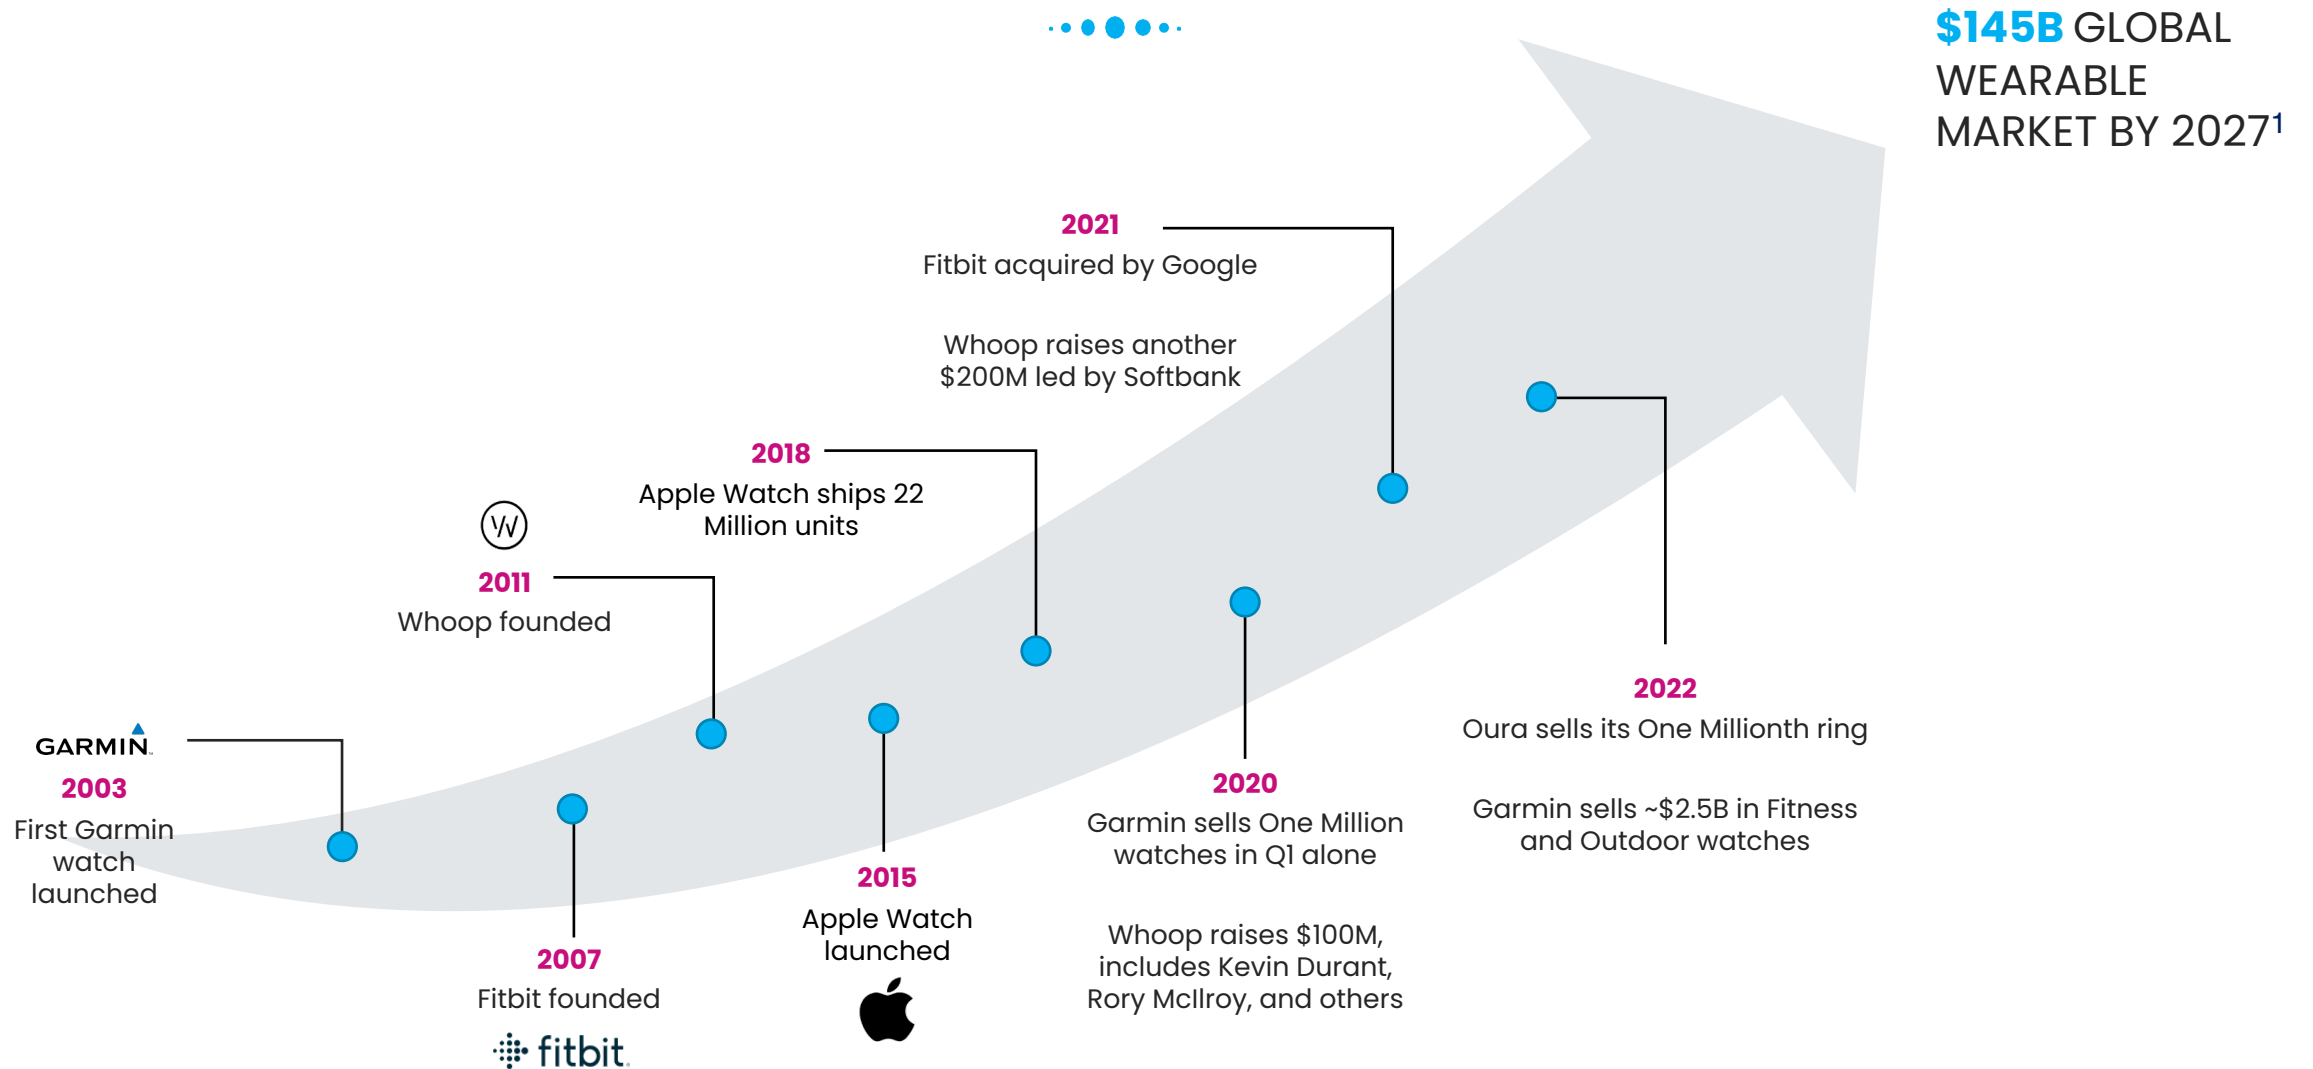 $145B GLOBAL
WEARABLE
MARKET BY 2027¹
2021
Fitbit acquired by Google
Whoop raises another
$200M led by Softbank
2018
Apple Watch ships 22
Million units
W
2011
Whoop founded
GARMIN
2003
First Garmin
watch
launched
2007
Fitbit founded
fitbit
2015
Apple Watch
launched
2020
Garmin sells One Million
watches in Q1 alone
Whoop raises $100M,
includes Kevin Durant,
Rory McIlroy, and others
2022
Oura sells its One Millionth ring
Garmin sells ~$2.5B in Fitness
and Outdoor watches